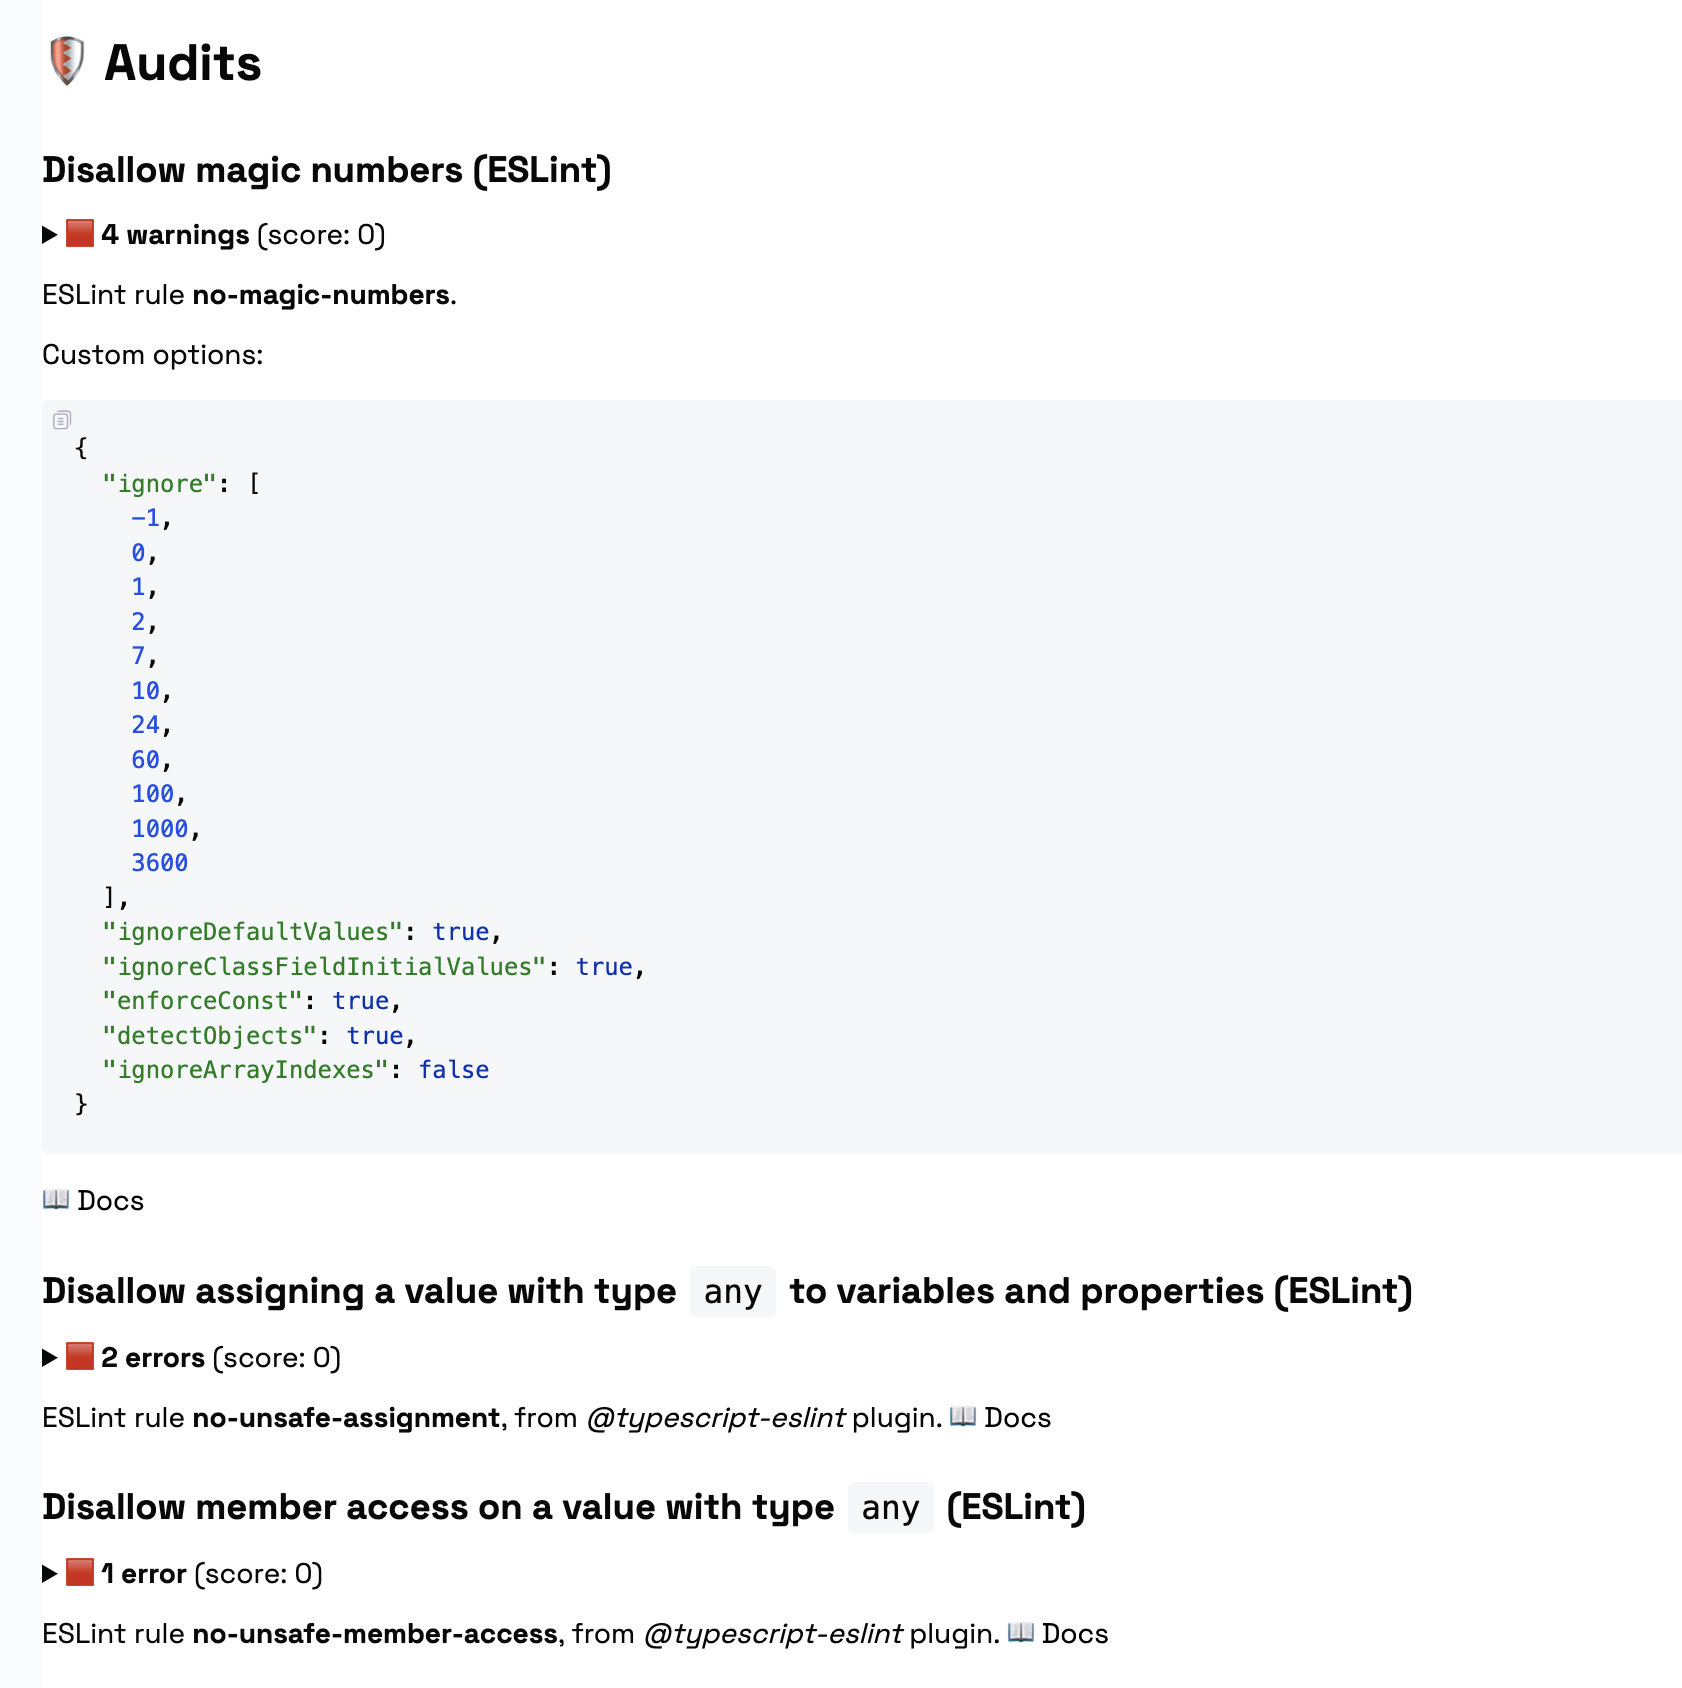 Audits
Disallow magic numbers (ESLint)
4 warnings (score: 0)
ESLint rule no-magic-numbers.
Custom options:
{
  "ignore": [
    -1,
    0,
    1,
    2,
    7,
    10,
    24,
    60,
    100,
    1000,
    3600
  ],
  "ignoreDefaultValues": true,
  "ignoreClassFieldInitialValues": true,
  "enforceConst": true,
  "detectObjects": true,
  "ignoreArrayIndexes": false
}
Docs
Disallow assigning a value with type any to variables and properties (ESLint)
2 errors (score: 0)
ESLint rule no-unsafe-assignment, from @typescript-eslint plugin. Docs
Disallow member access on a value with type any (ESLint)
1 error (score: 0)
ESLint rule no-unsafe-member-access, from @typescript-eslint plugin. Docs